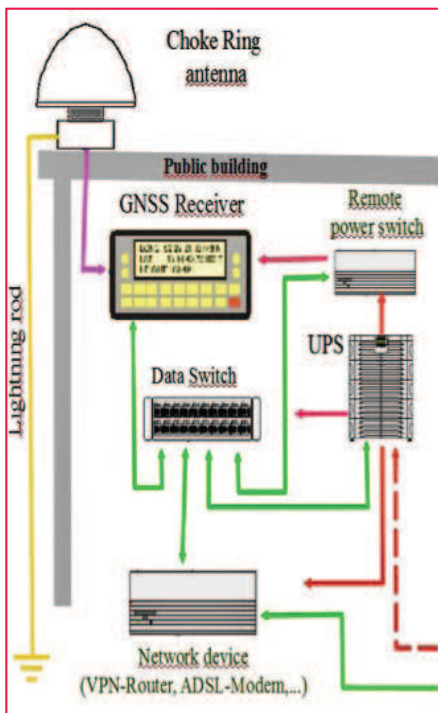 Choke Ring
antenna
Public building
GNSS Receiver
Remote
power switch
UPS
Data Switch
Lightning rod
Network device
(VPN-Router, ADSL-Modem,...)